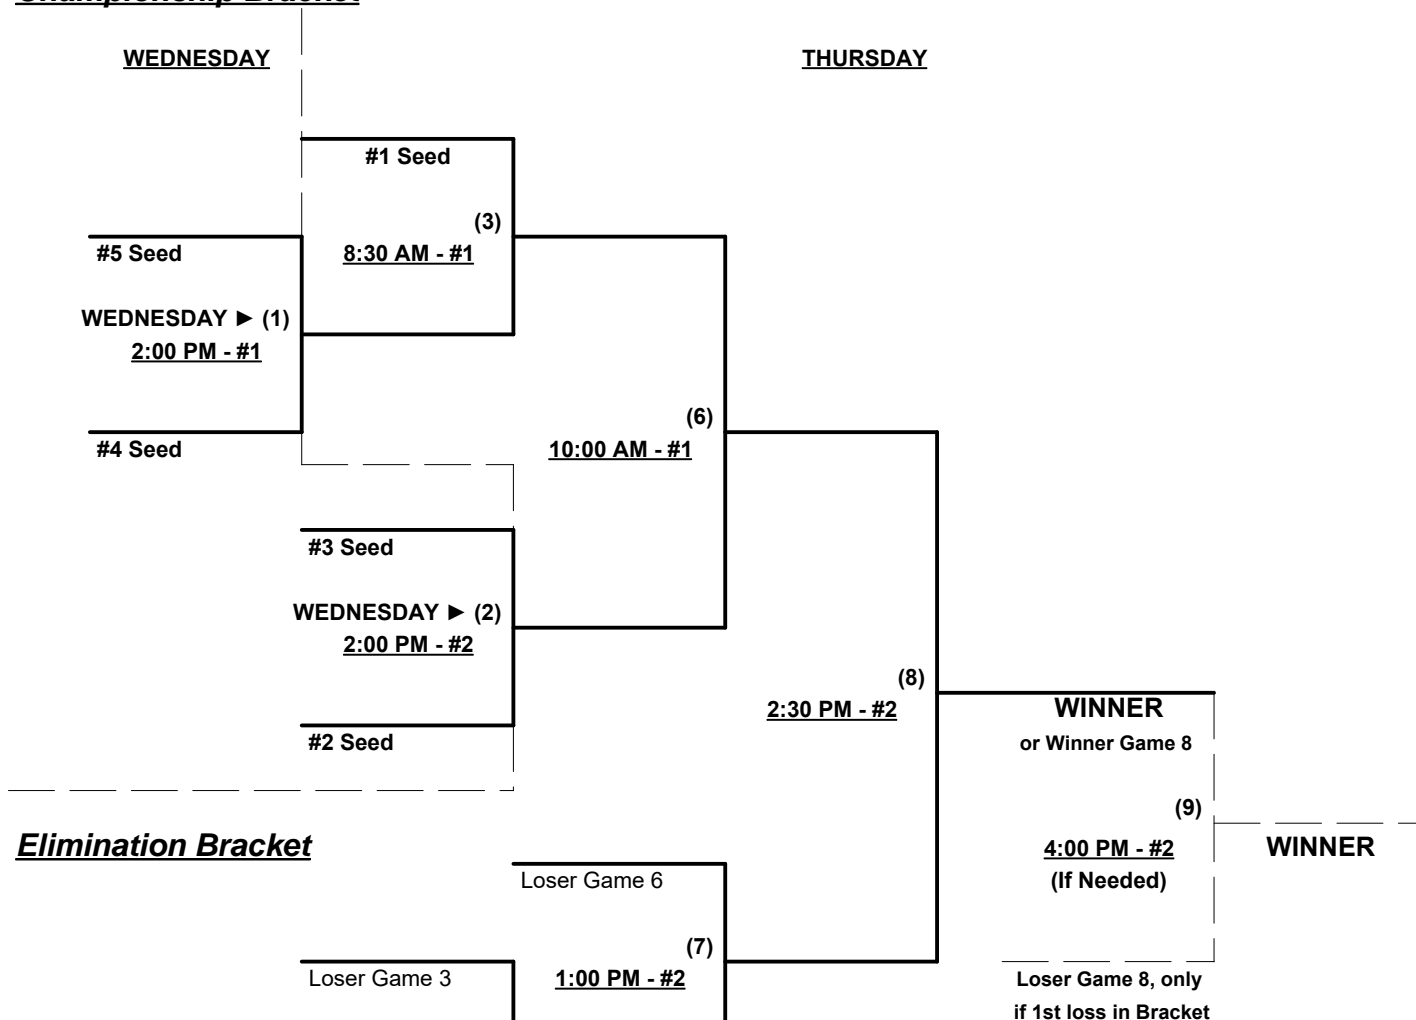 Championship Bracket
WEDNESDAY
THURSDAY
#1 Seed
(3)
8:30 AM - #1
#5 Seed
WEDNESDAY ► (1)
2:00 PM - #1
#4 Seed
(6)
10:00 AM - #1
#3 Seed
WEDNESDAY ► (2)
2:00 PM - #2
#2 Seed
(8)
2:30 PM - #2
WINNER
or Winner Game 8
(9)
4:00 PM - #2
(If Needed)
WINNER
Elimination Bracket
Loser Game 6
(7)
1:00 PM - #2
Loser Game 3
Loser Game 8, only
if 1st loss in Bracket